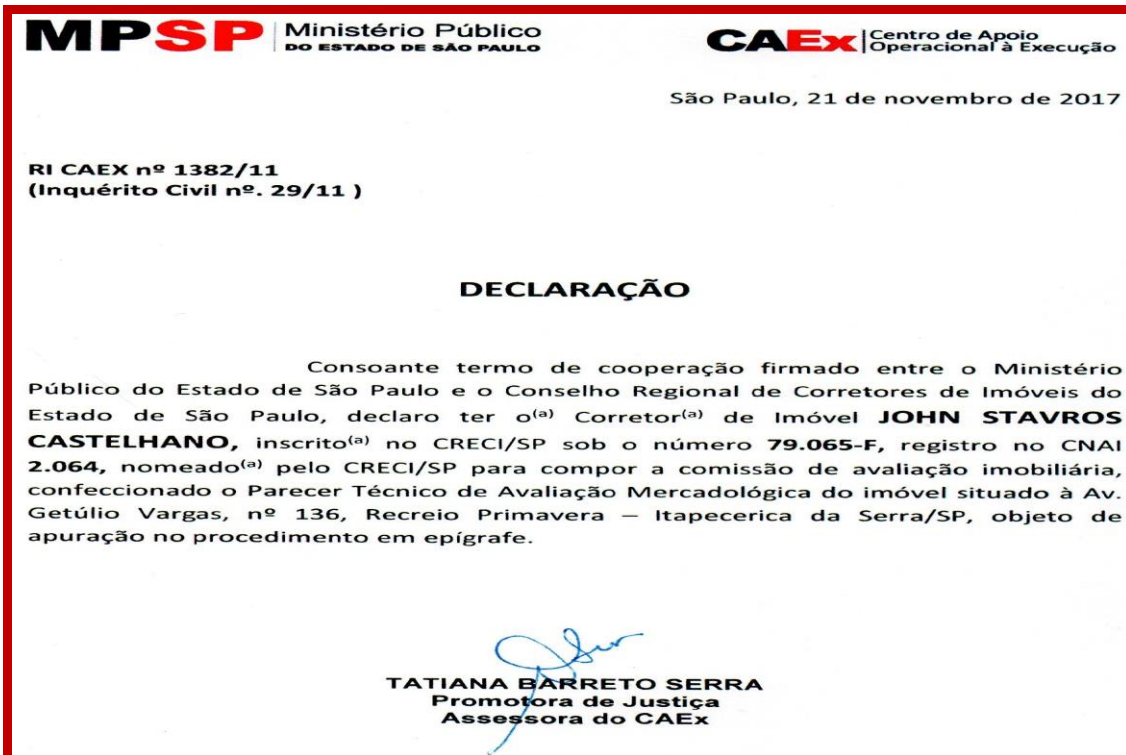 MPSP Ministério Público
DO ESTADO DE SÃO PAULO
CAEx Centro de Apoio
Operacional à Execução
São Paulo, 21 de novembro de 2017
RI CAEX nº 1382/11
(Inquérito Civil nº. 29/11 )
DECLARAÇÃO
Consoante termo de cooperação firmado entre o Ministério
Público do Estado de São Paulo e o Conselho Regional de Corretores de Imóveis do
Estado de São Paulo, declaro ter o(a) Corretor(a) de Imóvel JOHN STAVROS
CASTELHANO, inscrito(a) no CRECI/SP sob o número 79.065-F, registro no CNAI
2.064, nomeado(a) pelo CRECI/SP para compor a comissão de avaliação imobiliária,
confeccionado o Parecer Técnico de Avaliação Mercadológica do imóvel situado à Av.
Getúlio Vargas, nº 136, Recreio Primavera – Itapecerica da Serra/SP, objeto de
apuração no procedimento em epígrafe.
TATIANA BARRETO SERRA
Promotora de Justiça
Assessora do CAEx